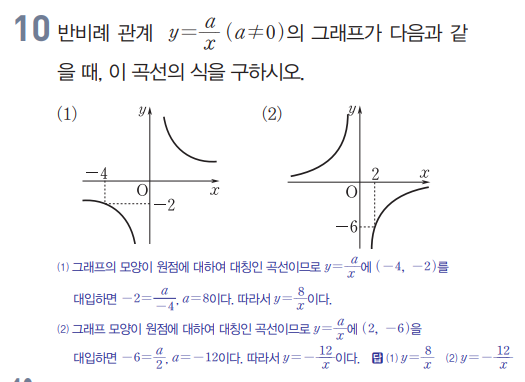 10 반비례 관계 y=a/x (a≠0)의 그래프가 다음과 같
을 때, 이 곡선의 식을 구하시오.
(1) (2)
y y
-4 O x -2
2 x O -6
(1) 그래프의 모양이 원점에 대하여 대칭인 곡선이므로 y=a/x에 (-4, -2)를
대입하면 -2=a/-4, a=8이다. 따라서 y=8/x이다.
(2) 그래프 모양이 원점에 대하여 대칭인 곡선이므로 y=a/x에 (2, -6)을
대입하면 -6=a/2, a=-12이다. 따라서 y=-12/x이다. 답 (1) y=8/x (2) y=-12/x